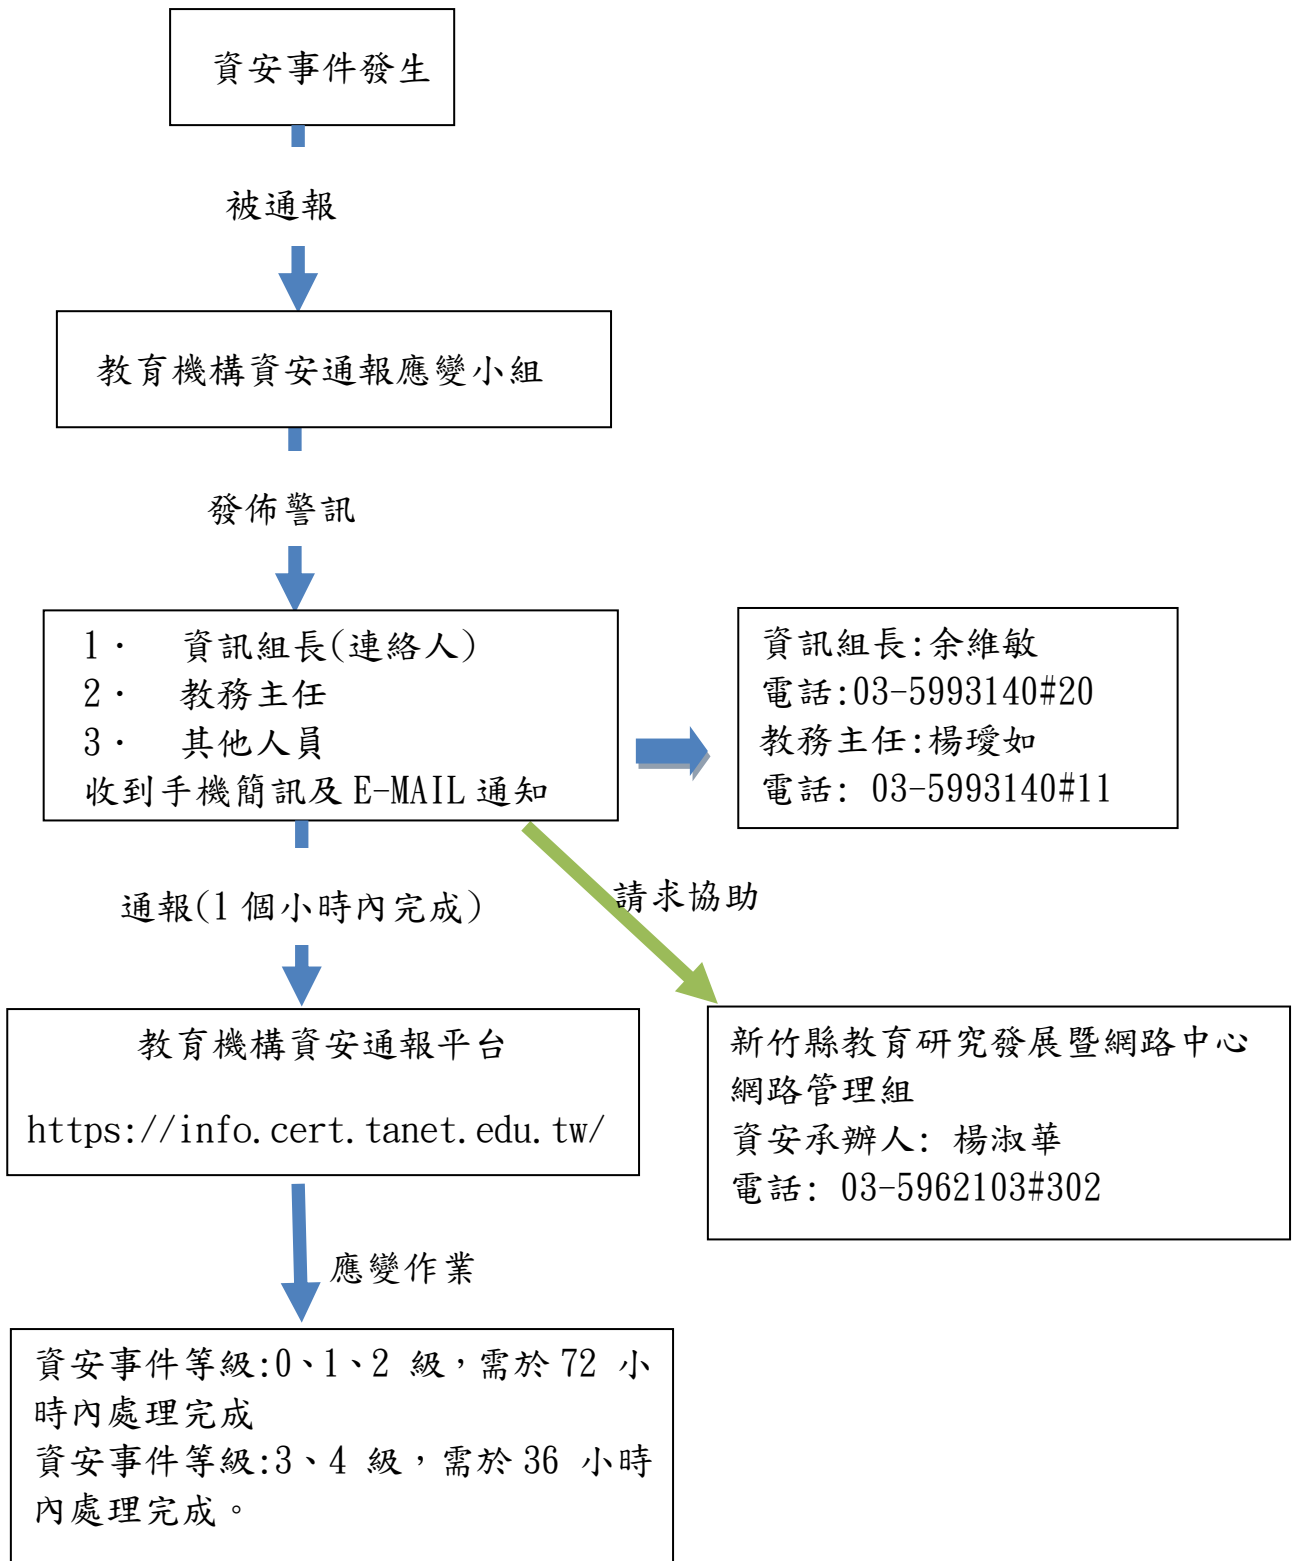 資安事件發生
被通報
教育機構資安通報應變小組
發佈警訊
1. 資訊組長(連絡人)
2. 教務主任
3. 其他人員
收到手機簡訊及 E-MAIL 通知
資訊組長:余維敏
電話:03-5993140#20
教務主任:楊璦如
電話: 03-5993140#11
通報(1 個小時內完成)
請求協助
教育機構資安通報平台
https://info.cert.tanet.edu.tw/
新竹縣教育研究發展暨網路中心
網路管理組
資安承辦人: 楊淑華
電話: 03-5962103#302
應變作業
資安事件等級:0、1、2 級，需於 72 小
時內處理完成
資安事件等級:3、4 級，需於 36 小時
內處理完成。